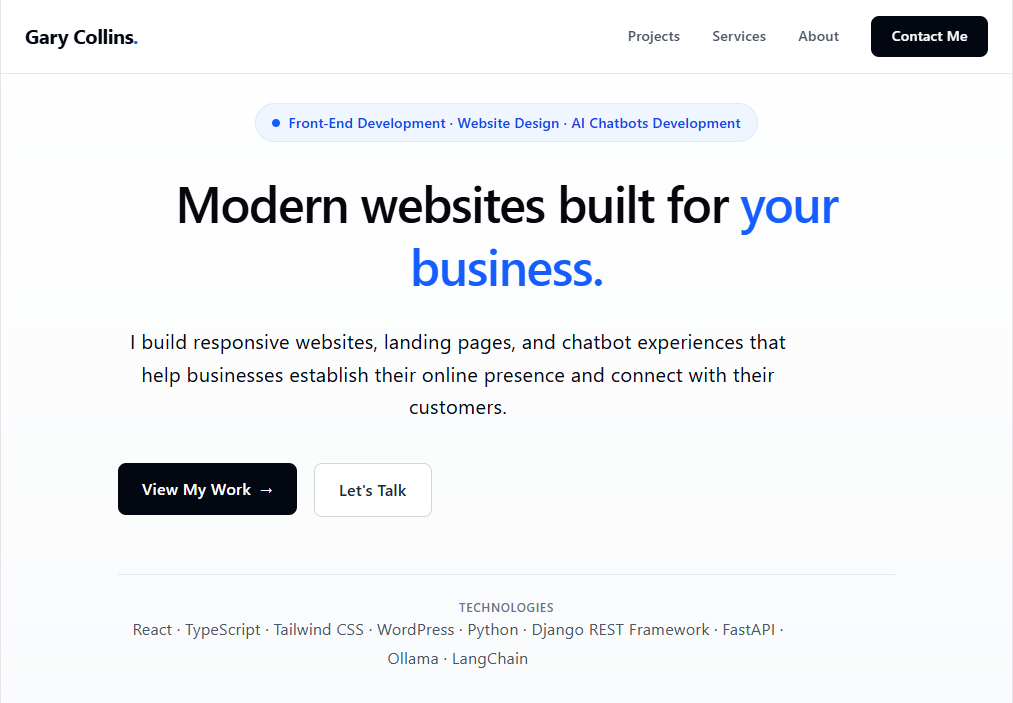 Gary Collins.
Projects
Services
About
Contact Me
Front-End Development · Website Design · AI Chatbots Development
Modern websites built for your
business.
I build responsive websites, landing pages, and chatbot experiences that
help businesses establish their online presence and connect with their
customers.
View My Work →
Let's Talk
TECHNOLOGIES
React · TypeScript · Tailwind CSS · WordPress · Python · Django REST Framework · FastAPI ·
Ollama · LangChain